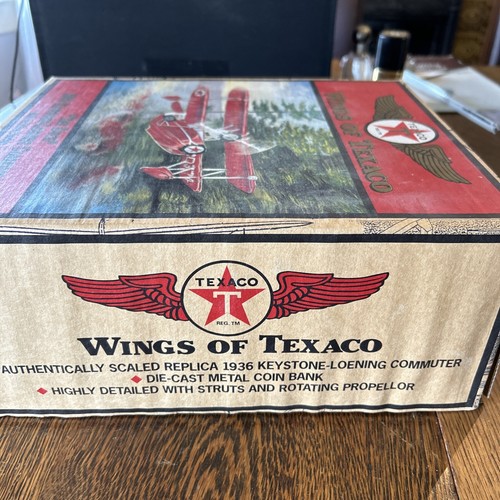 WINGS OF TEXACO
TEXACO
T
REG. TM
WINGS OF TEXACO
AUTHENTICALLY SCALED REPLICA 1936 KEYSTONE-LOENING COMMUTER
◆ DIE-CAST METAL COIN BANK
◆ HIGHLY DETAILED WITH STRUTS AND ROTATING PROPELLOR